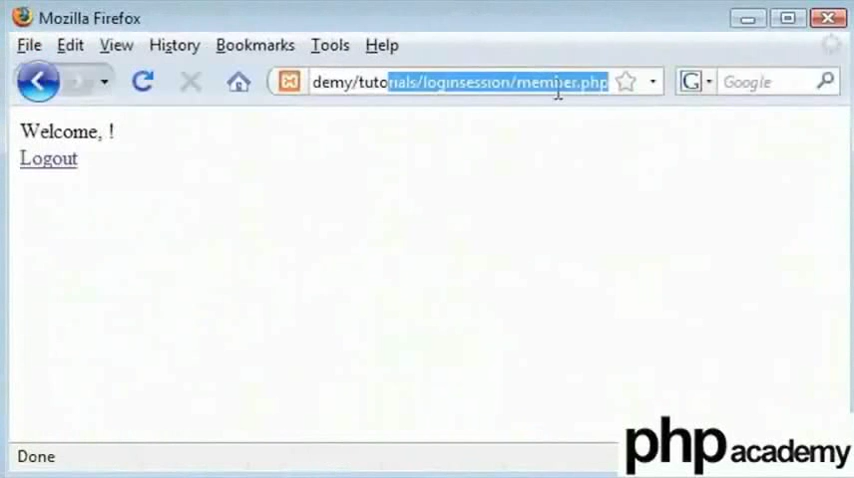 Mozilla Firefox
File Edit View History Bookmarks Tools Help
demy/tutorials/loginsession/member.php G Google
Welcome, !
Logout
Done
php academy